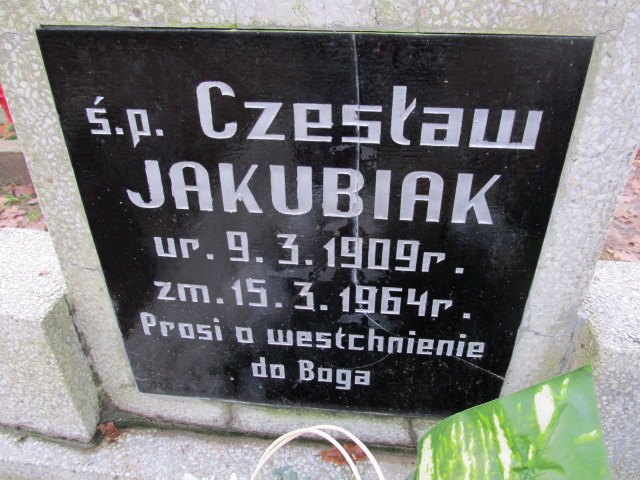 ś.p. Czesław
JAKUBIAK
ur. 9.3.1909r.
zm. 15.3.1964r.
Prosi o westchnienie
do Boga